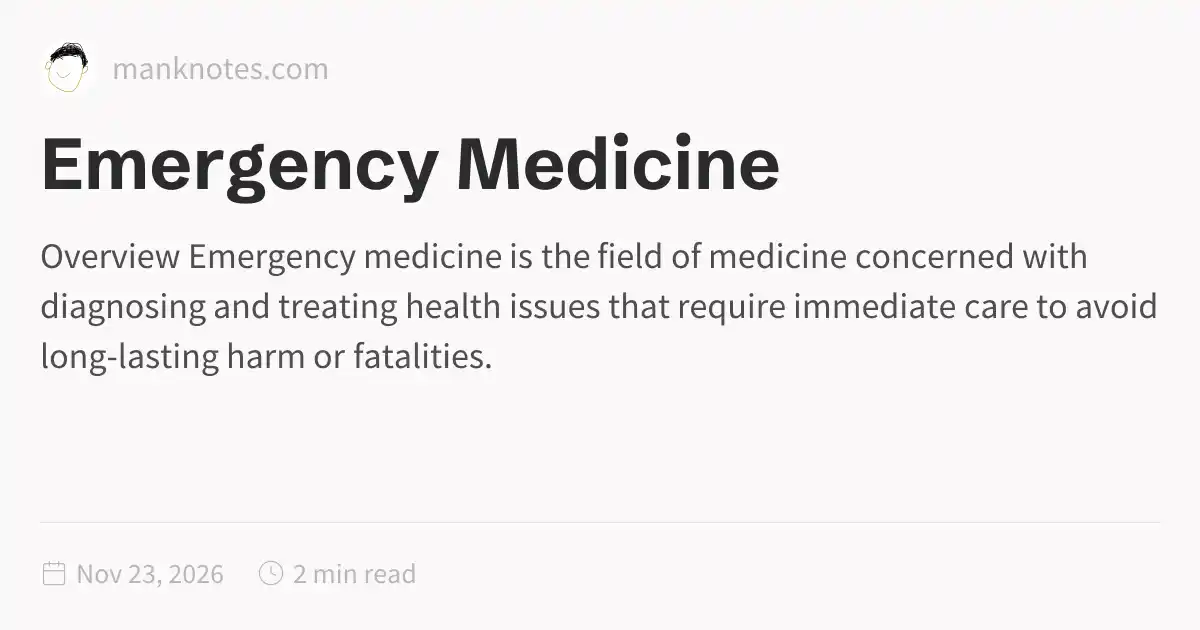 manknotes.com
Emergency Medicine
Overview Emergency medicine is the field of medicine concerned with
diagnosing and treating health issues that require immediate care to avoid
long-lasting harm or fatalities.
Nov 23, 2026
2 min read